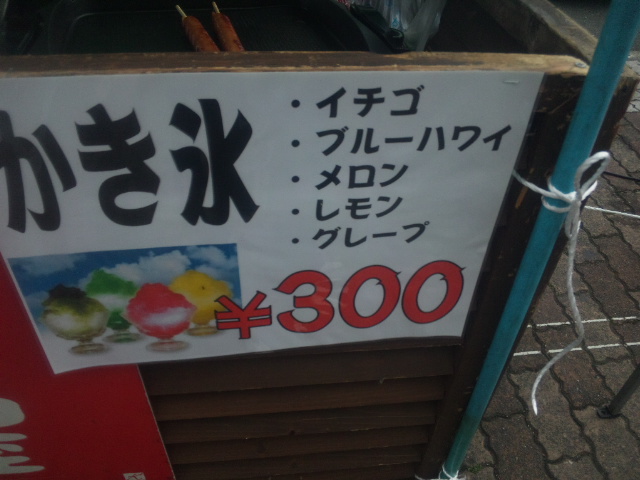 かき氷
・イチゴ
・ブルーハワイ
・メロン
・レモン
・グレープ
¥300